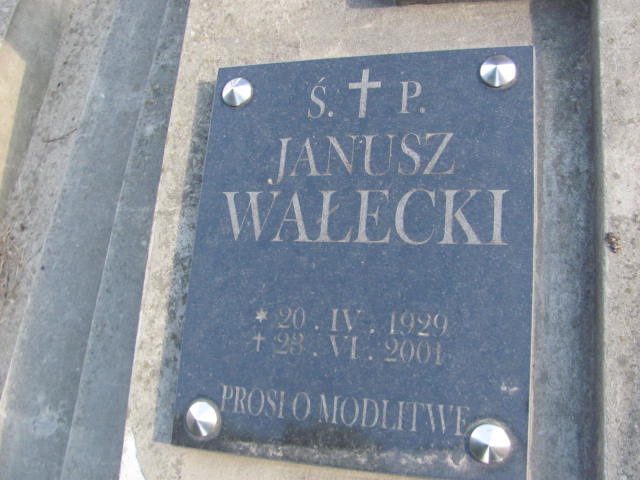 Ś. † P.
JANUSZ
WAŁECKI
* 20. IV. 1929
† 28. VI. 2001
PROSI O MODLITWĘ